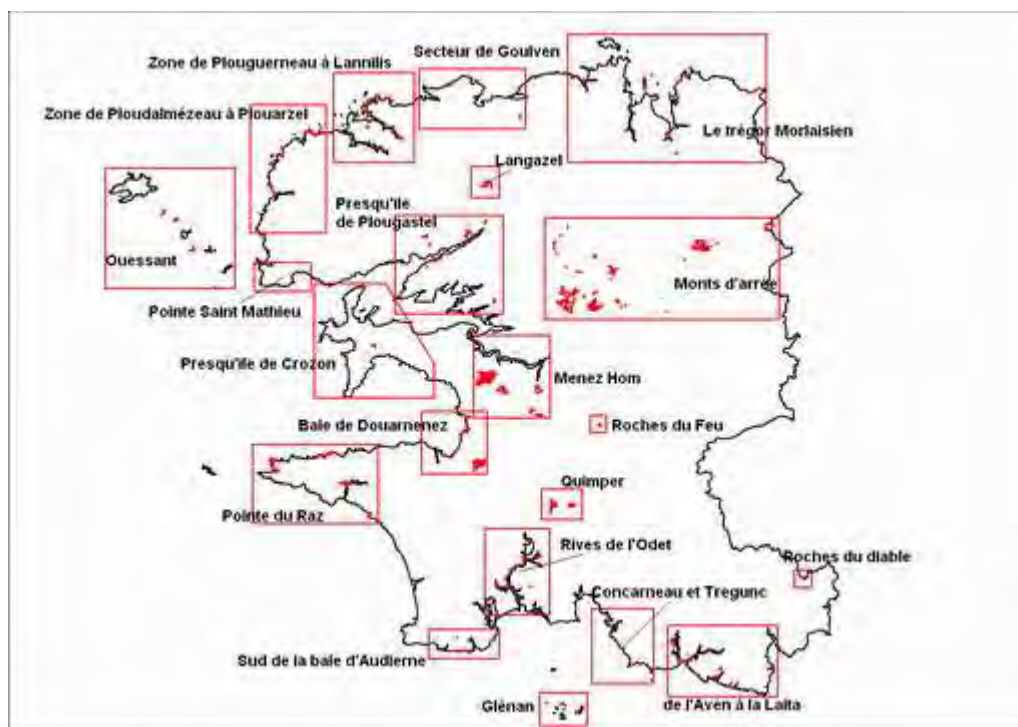 Secteur de Goulven
Zone de Plouguerneau à Lannilis
Zone de Ploudalmézeau à Plouarzel
Le trégor Morlaisien
Langazel
Presqu'ile
de Plougastel
Ouessant
Monts d'arrée
Pointe Saint Mathieu
Presqu'ile de Crozon
Menez Hom
Baie de Douarnenez
Roches du Feu
Quimper
Pointe du Raz
Rives de l'Odet
Roches du diable
Concarneau et Tregunc
Sud de la baie d'Audierne
Glénan
de l'Aven à la Laita